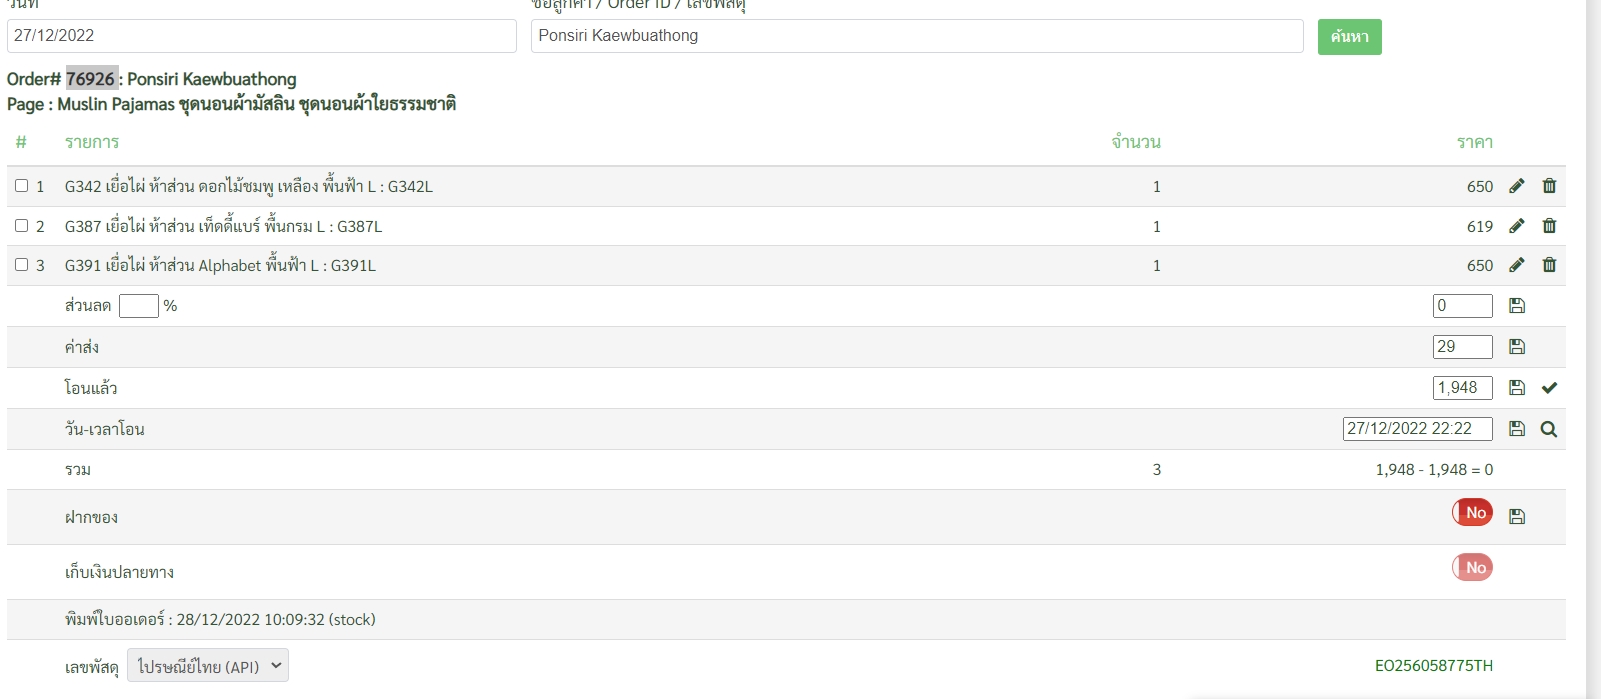 วันที่
ชื่อลูกค้า / Order ID / เลขพัสดุ
27/12/2022
Ponsiri Kaewbuathong
ค้นหา
Order# 76926 : Ponsiri Kaewbuathong
Page : Muslin Pajamas ชุดนอนผ้ามัสลิน ชุดนอนผ้าใยธรรมชาติ
# รายการ จำนวน ราคา
1 G342 เยื่อไผ่ ห้าส่วน ดอกไม้ชมพู เหลือง พื้นฟ้า L : G342L 1 650
2 G387 เยื่อไผ่ ห้าส่วน เท็ดดี้แบร์ พื้นกรม L : G387L 1 619
3 G391 เยื่อไผ่ ห้าส่วน Alphabet พื้นฟ้า L : G391L 1 650
ส่วนลด % 0
ค่าส่ง 29
โอนแล้ว 1,948
วัน-เวลาโอน 27/12/2022 22:22
รวม 3 1,948 - 1,948 = 0
ฝากของ No
เก็บเงินปลายทาง No
พิมพ์ใบออเดอร์ : 28/12/2022 10:09:32 (stock)
เลขพัสดุ ไปรษณีย์ไทย (API) EO256058775TH